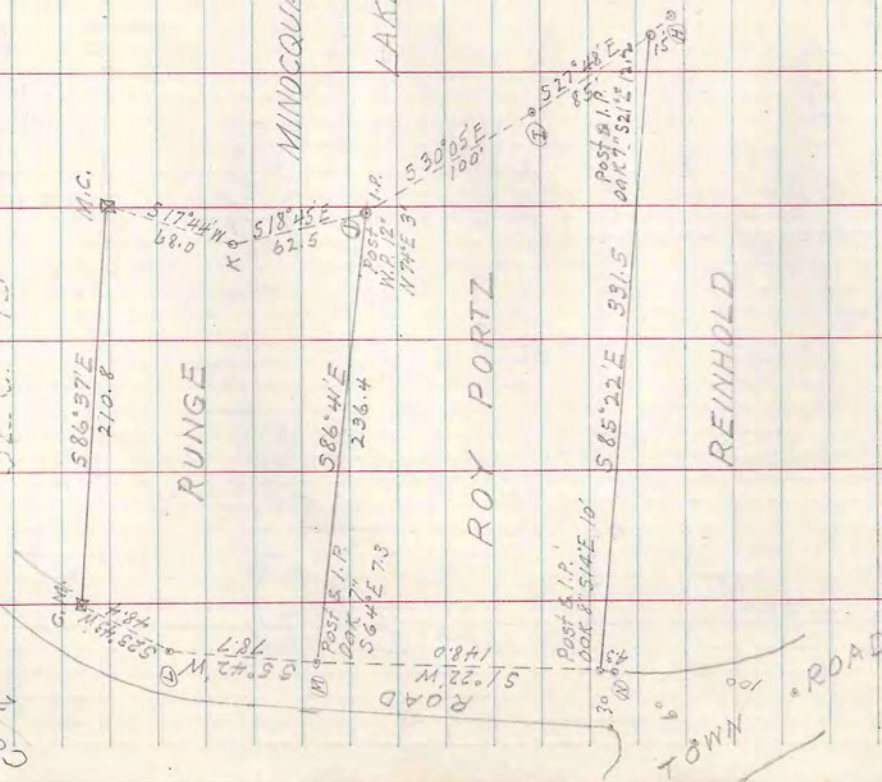 MINOCQUA
LAK
M.C.
S17°44'W
68.0
K
S18°45'E
62.5
S30°05'E
100'
S27°48'E
85'
15
H
I
J
I.P.
POST
W.P. 12"
N74°E 3'
POST & I.P.
OAK 7" S21°E
S86°37'E
210.8
RUNGE
S86°41'E
236.4
ROY PORTZ
S85°22'E 331.5
REINHOLD
S23°43'W
48.4
L
S5°42'W
78.7
M
POST & I.P.
OAK 7"
S64°E 7.3
S1°22'W
148.0
ROAD
POST & I.P.
OAK 8" S14°E 10'
4.5
N
30
TOWN ROAD